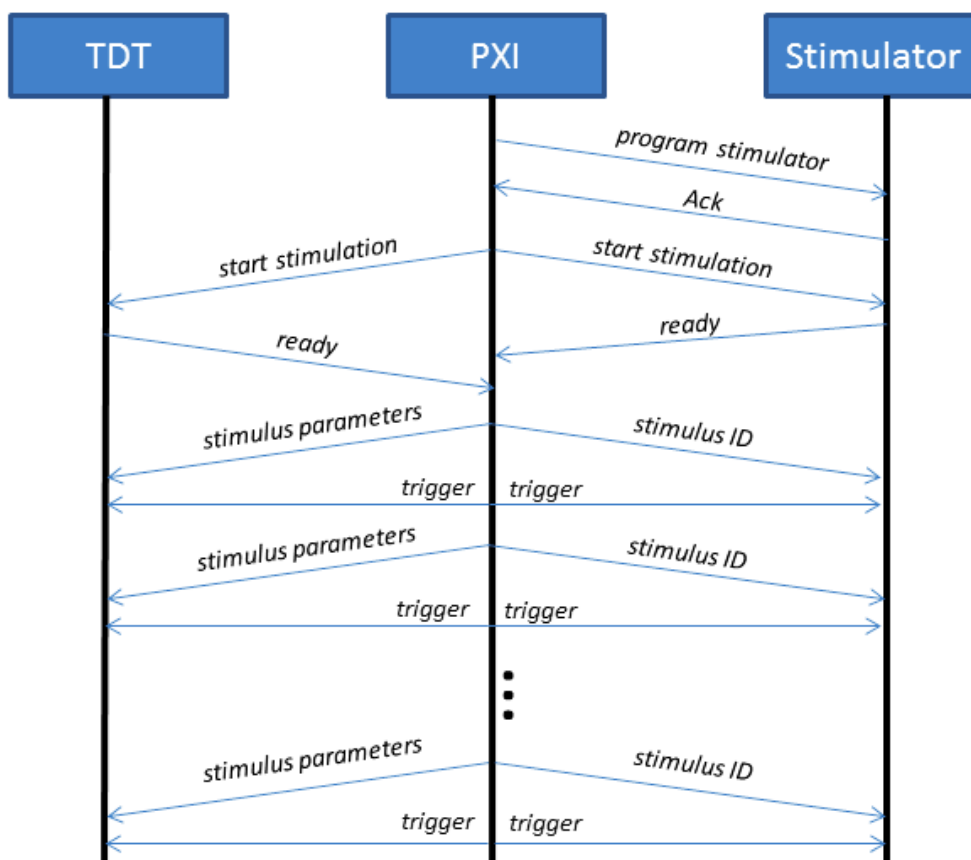 TDT
PXI
Stimulator
program stimulator
Ack
start stimulation
start stimulation
ready
ready
stimulus parameters
stimulus ID
trigger
trigger
stimulus parameters
stimulus ID
trigger
trigger
stimulus parameters
stimulus ID
trigger
trigger